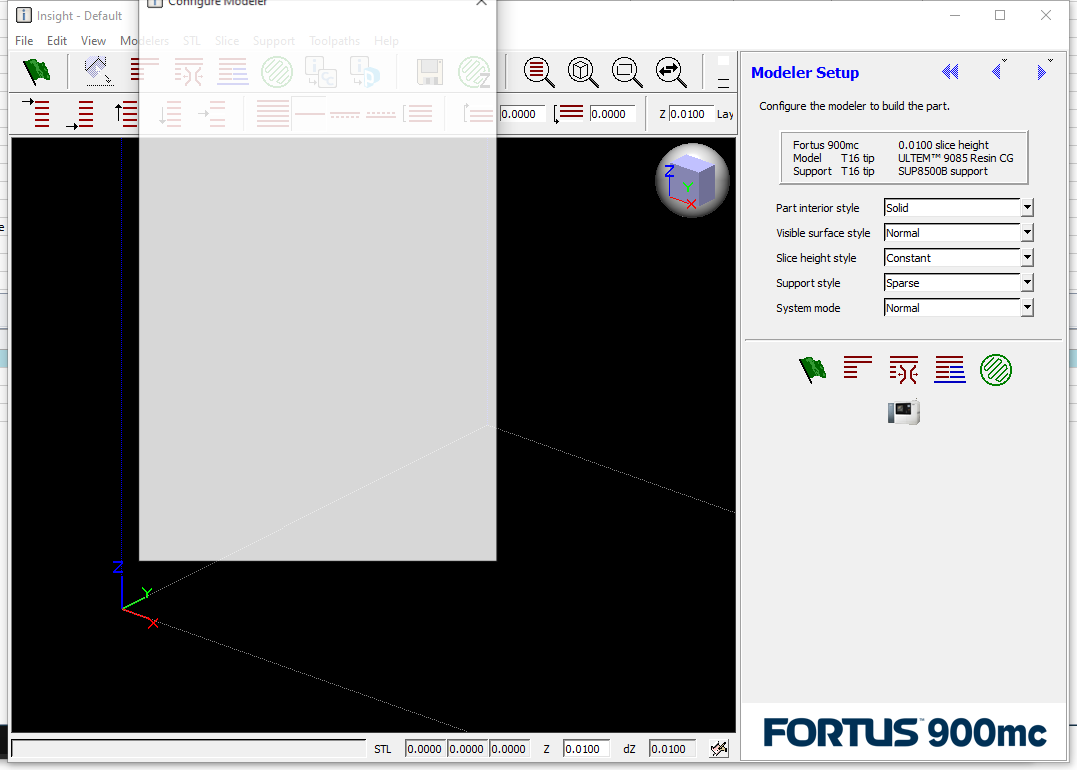 Insight - Default
Configure Modeler
File Edit View Modelers STL Slice Support Toolpaths Help
0.0000 0.0000 Z 0.0100 Lay
Z
Y
X
Z
Y
X
STL 0.0000 0.0000 0.0000 Z 0.0100 dZ 0.0100
Modeler Setup
Configure the modeler to build the part.
Fortus 900mc 0.0100 slice height
Model T16 tip ULTEM™ 9085 Resin CG
Support T16 tip SUP8500B support
Part interior style Solid
Visible surface style Normal
Slice height style Constant
Support style Sparse
System mode Normal
FORTUS™ 900mc